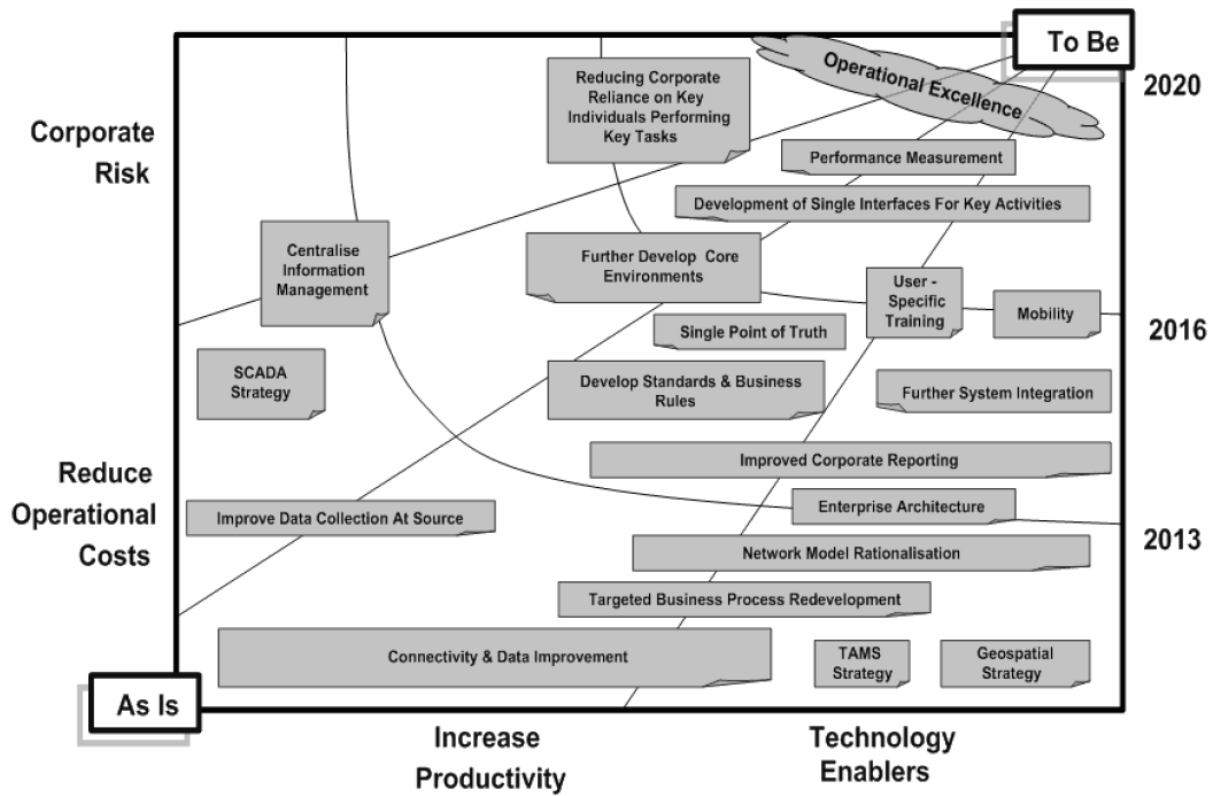 To Be
Operational Excellence
2020
Reducing Corporate
Reliance on Key
Individuals Performing
Key Tasks
Corporate
Risk
Performance Measurement
Development of Single Interfaces For Key Activities
Centralise
Information
Management
Further Develop Core
Environments
User -
Specific
Training
Mobility
2016
Single Point of Truth
SCADA
Strategy
Develop Standards & Business
Rules
Further System Integration
Improved Corporate Reporting
Reduce
Operational
Costs
Improve Data Collection At Source
Enterprise Architecture
2013
Network Model Rationalisation
Targeted Business Process Redevelopment
Connectivity & Data Improvement
TAMS
Strategy
Geospatial
Strategy
As Is
Increase
Productivity
Technology
Enablers